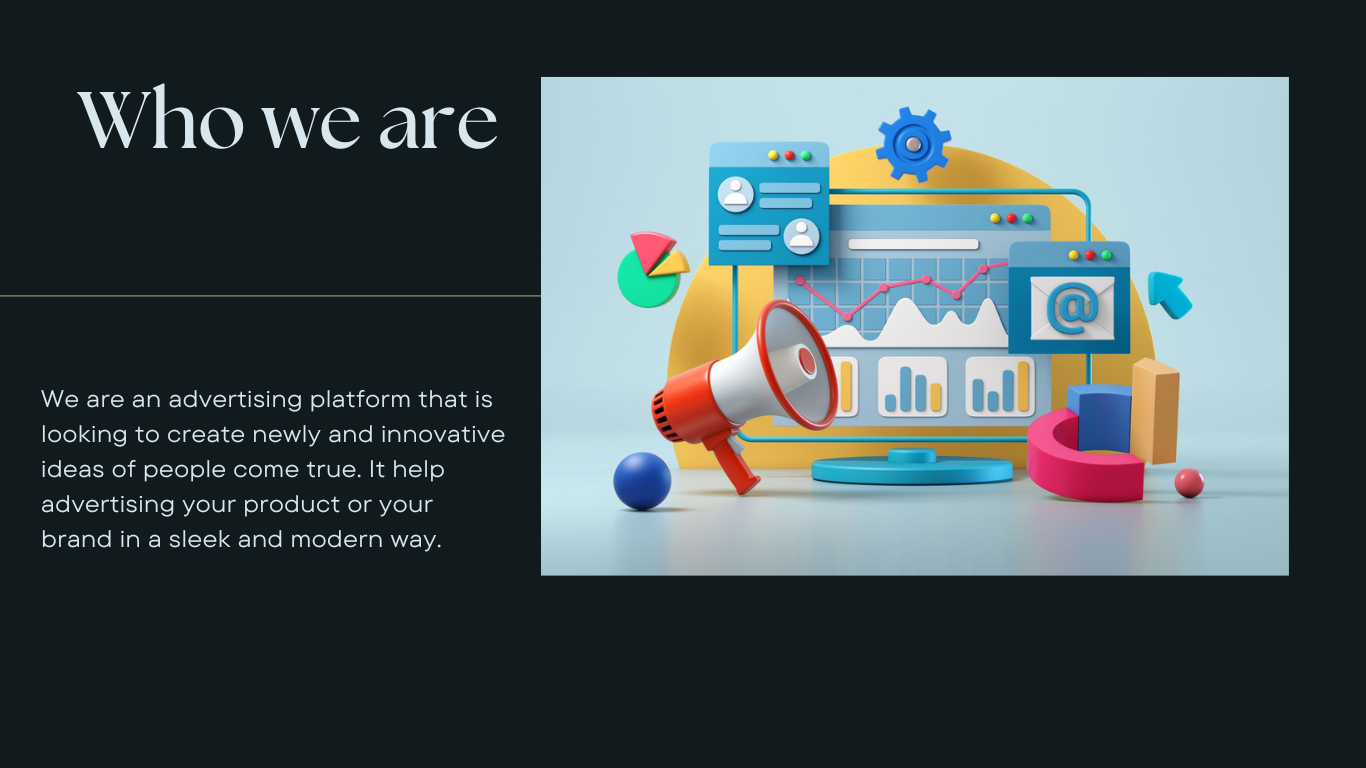 Who we are
We are an advertising platform that is
looking to create newly and innovative
ideas of people come true. It help
advertising your product or your
brand in a sleek and modern way.
@